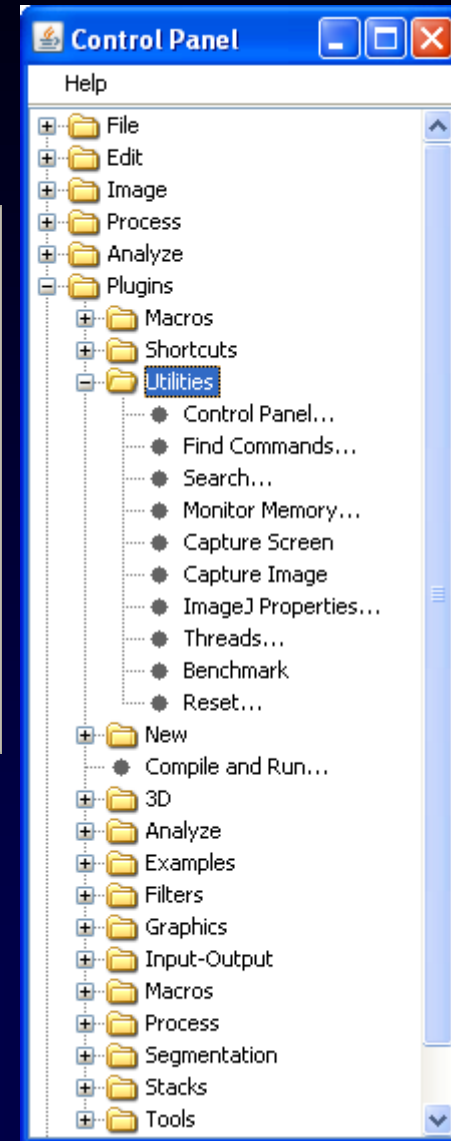 Control Panel
Help
File
Edit
Image
Process
Analyze
Plugins
Macros
Shortcuts
Utilities
Control Panel...
Find Commands...
Search...
Monitor Memory...
Capture Screen
Capture Image
ImageJ Properties...
Threads...
Benchmark
Reset...
New
Compile and Run...
3D
Analyze
Examples
Filters
Graphics
Input-Output
Macros
Process
Segmentation
Stacks
Tools